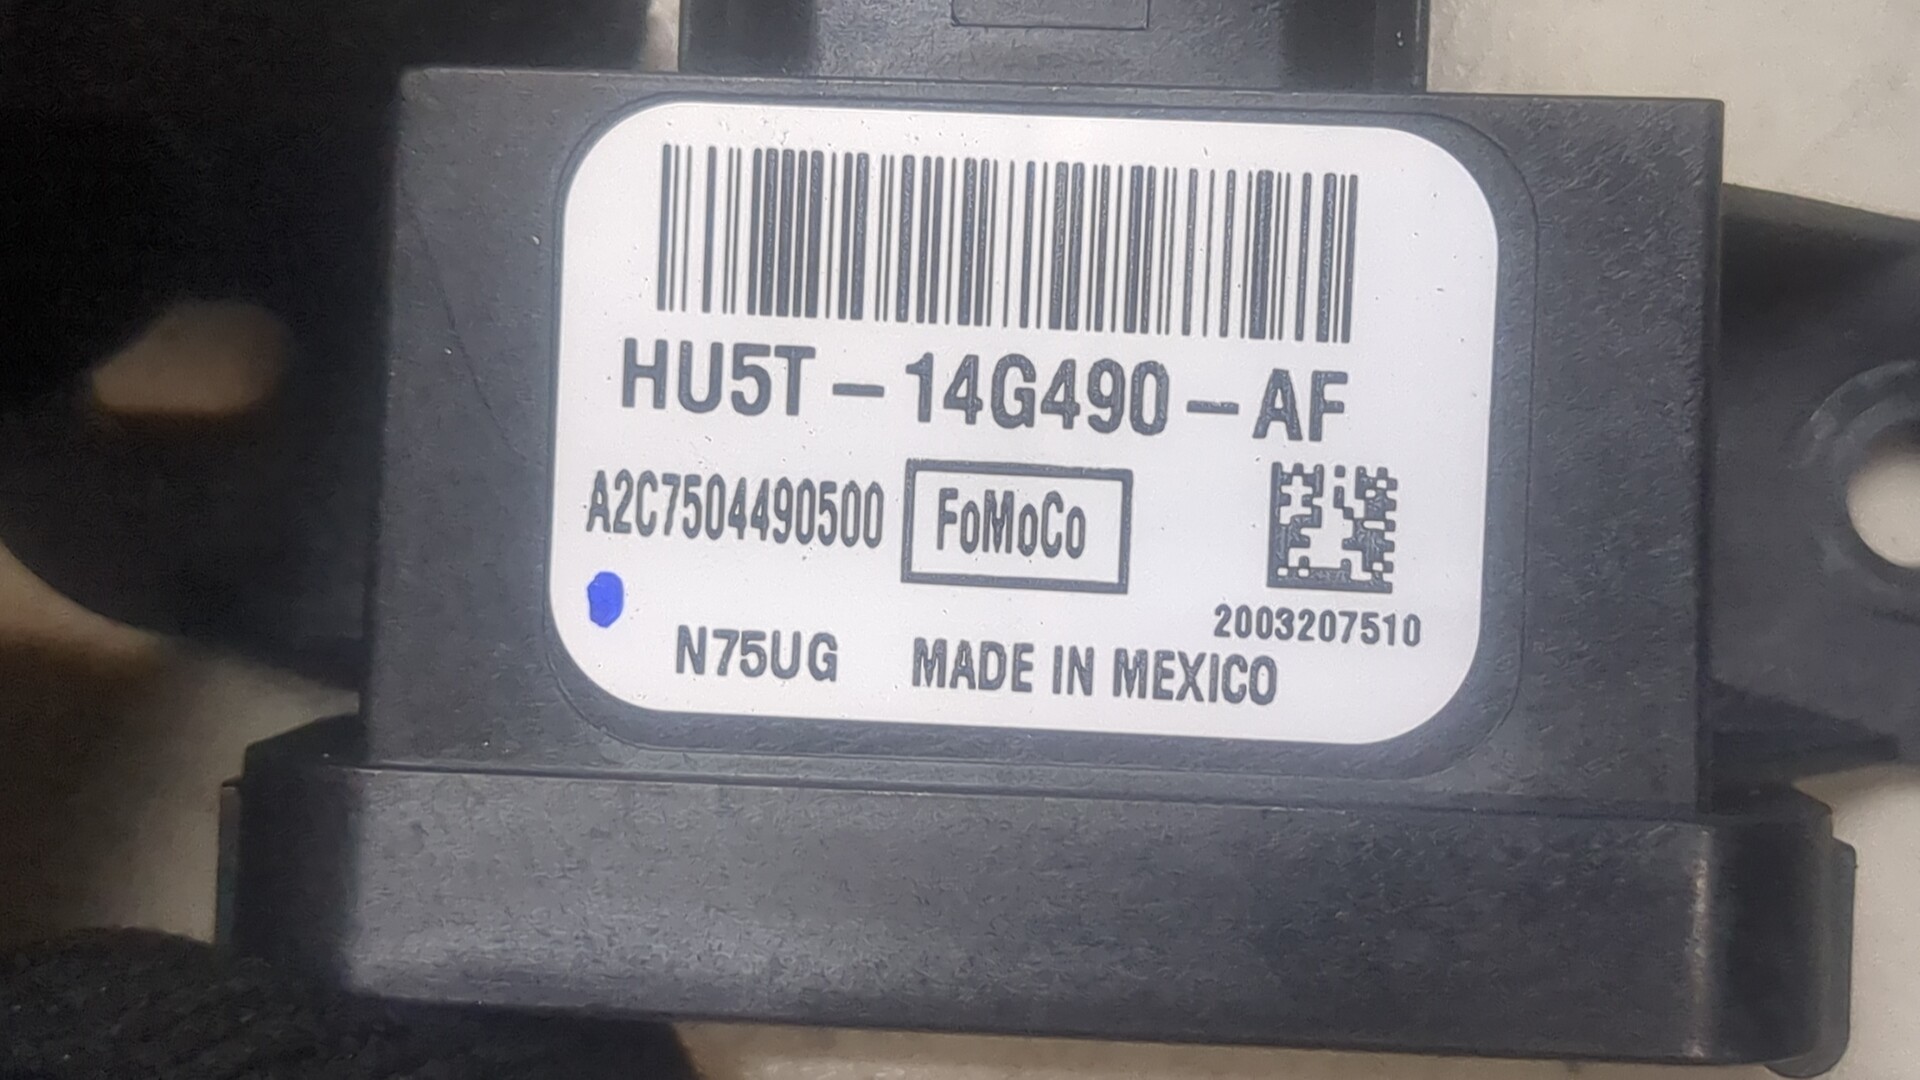 HU5T-14G490-AF
A2C7504490500 FoMoCo
2003207510
N75UG MADE IN MEXICO